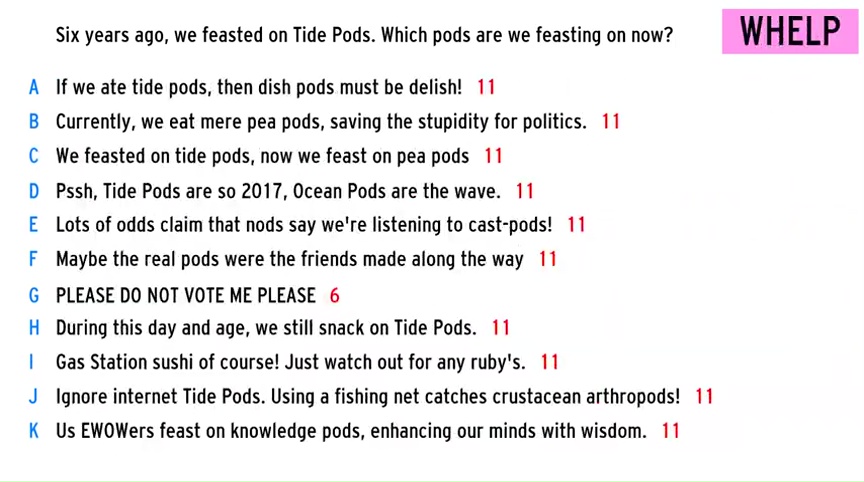 Six years ago, we feasted on Tide Pods. Which pods are we feasting on now?
WHELP
A If we ate tide pods, then dish pods must be delish! 11
B Currently, we eat mere pea pods, saving the stupidity for politics. 11
C We feasted on tide pods, now we feast on pea pods 11
D Pssh, Tide Pods are so 2017, Ocean Pods are the wave. 11
E Lots of odds claim that nods say we're listening to cast-pods! 11
F Maybe the real pods were the friends made along the way 11
G PLEASE DO NOT VOTE ME PLEASE 6
H During this day and age, we still snack on Tide Pods. 11
I Gas Station sushi of course! Just watch out for any ruby's. 11
J Ignore internet Tide Pods. Using a fishing net catches crustacean arthropods! 11
K Us EWOWers feast on knowledge pods, enhancing our minds with wisdom. 11